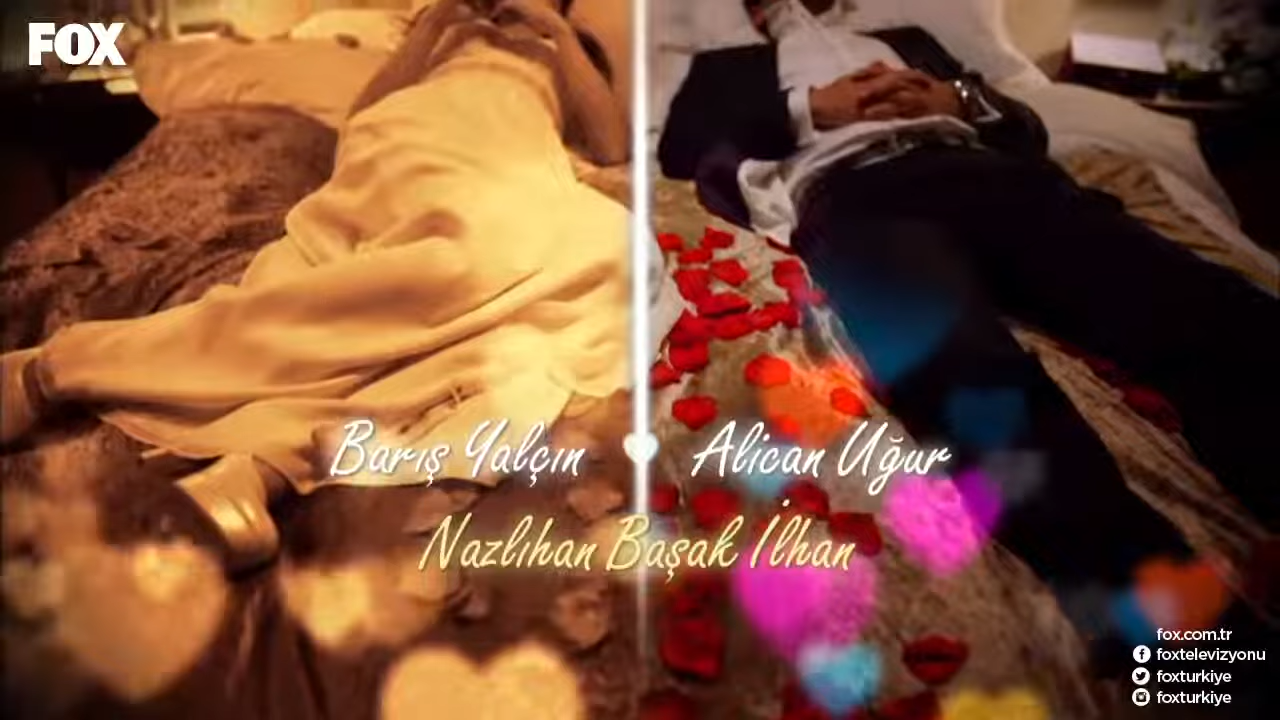 FOX
Barış Yalçın Alican Uğur
Nazlıhan Başak İlhan
fox.com.tr
foxtelevizyonu
foxturkiye
foxturkiye